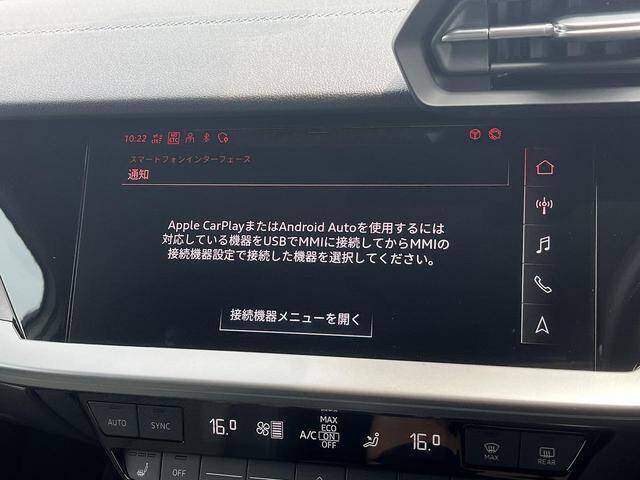 10:22
スマートフォンインターフェース
通知
Apple CarPlayまたはAndroid Autoを使用するには
対応している機器をUSBでMMIに接続してからMMIの
接続機器設定で接続した機器を選択してください。
接続機器メニューを開く
AUTO
SYNC
16.0
A/C
MAX
ECO
ON
OFF
16.0
MAX
REAR
OFF